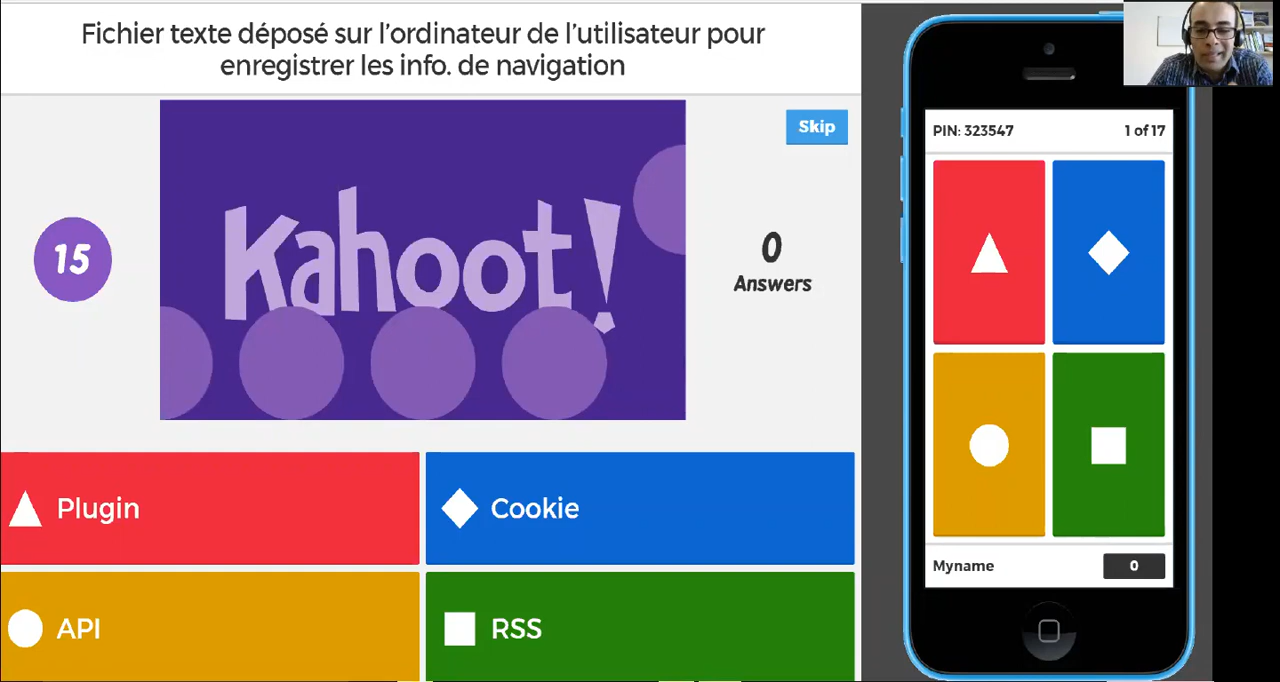 Fichier texte déposé sur l’ordinateur de l’utilisateur pour
enregistrer les info. de navigation
Skip
15
Kahoot!
0
Answers
Plugin
Cookie
API
RSS
PIN: 323547
1 of 17
Myname
0